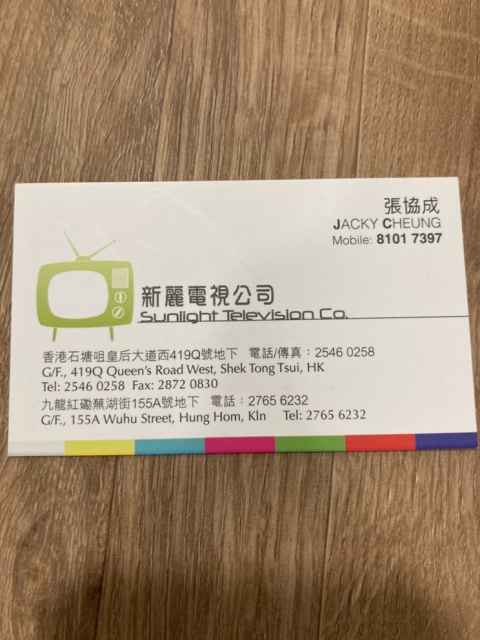 張協成
JACKY CHEUNG
Mobile: 8101 7397
新麗電視公司
Sunlight Television Co.
香港石塘咀皇后大道西419Q號地下 電話/傳真：2546 0258
G/F., 419Q Queen's Road West, Shek Tong Tsui, HK
Tel: 2546 0258 Fax: 2872 0830
九龍紅磡蕪湖街155A號地下 電話：2765 6232
G/F., 155A Wuhu Street, Hung Hom, Kln Tel: 2765 6232